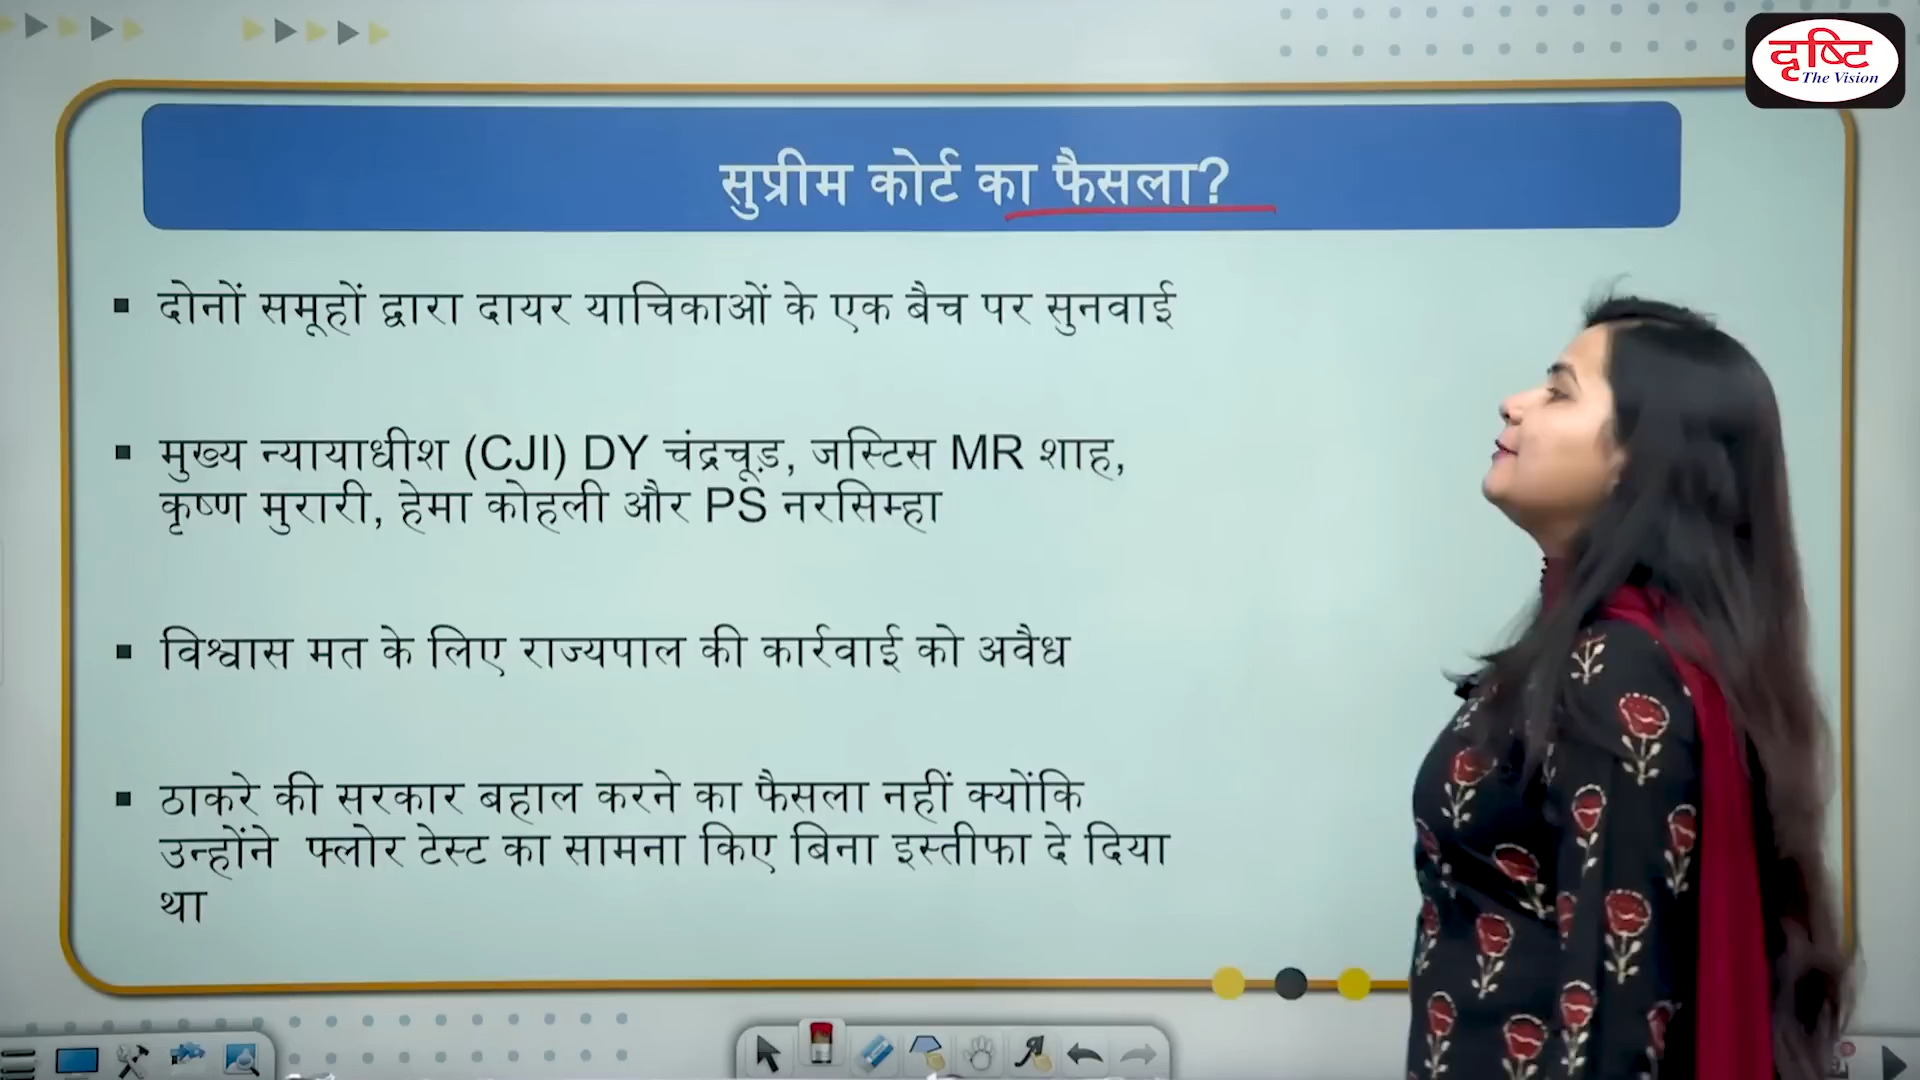 दृष्टि
The Vision
सुप्रीम कोर्ट का फैसला?
▪ दोनों समूहों द्वारा दायर याचिकाओं के एक बैच पर सुनवाई
▪ मुख्य न्यायाधीश (CJI) DY चंद्रचूड़, जस्टिस MR शाह,
कृष्ण मुरारी, हेमा कोहली और PS नरसिम्हा
▪ विश्वास मत के लिए राज्यपाल की कार्रवाई को अवैध
▪ ठाकरे की सरकार बहाल करने का फैसला नहीं क्योंकि
उन्होंने फ्लोर टेस्ट का सामना किए बिना इस्तीफा दे दिया
था